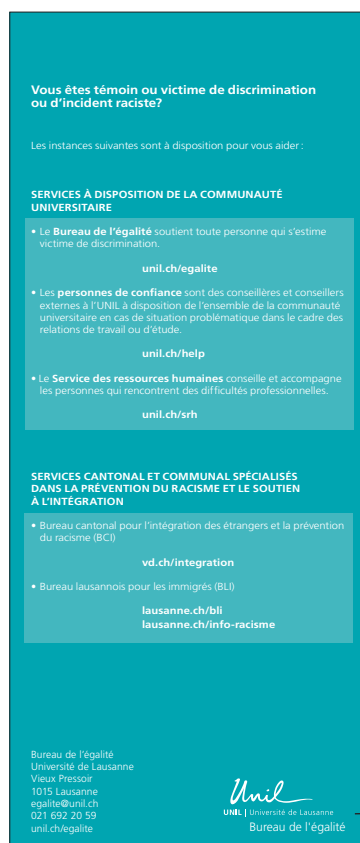 Vous êtes témoin ou victime de discrimination
ou d'incident raciste?
Les instances suivantes sont à disposition pour vous aider :
SERVICES À DISPOSITION DE LA COMMUNAUTÉ
UNIVERSITAIRE
• Le Bureau de l'égalité soutient toute personne qui s'estime
victime de discrimination.
unil.ch/egalite
• Les personnes de confiance sont des conseillères et conseillers
externes à l'UNIL à disposition de l'ensemble de la communauté
universitaire en cas de situation problématique dans le cadre des
relations de travail ou d'étude.
unil.ch/help
• Le Service des ressources humaines conseille et accompagne
les personnes qui rencontrent des difficultés professionnelles.
unil.ch/srh
SERVICES CANTONAL ET COMMUNAL SPÉCIALISÉS
DANS LA PRÉVENTION DU RACISME ET LE SOUTIEN
À L'INTÉGRATION
• Bureau cantonal pour l'intégration des étrangers et la prévention
du racisme (BCI)
vd.ch/integration
• Bureau lausannois pour les immigrés (BLI)
lausanne.ch/bli
lausanne.ch/info-racisme
Bureau de l'égalité
Université de Lausanne
Vieux Pressoir
1015 Lausanne
egalite@unil.ch
021 692 20 59
unil.ch/egalite
Unil
UNIL | Université de Lausanne
Bureau de l'égalité